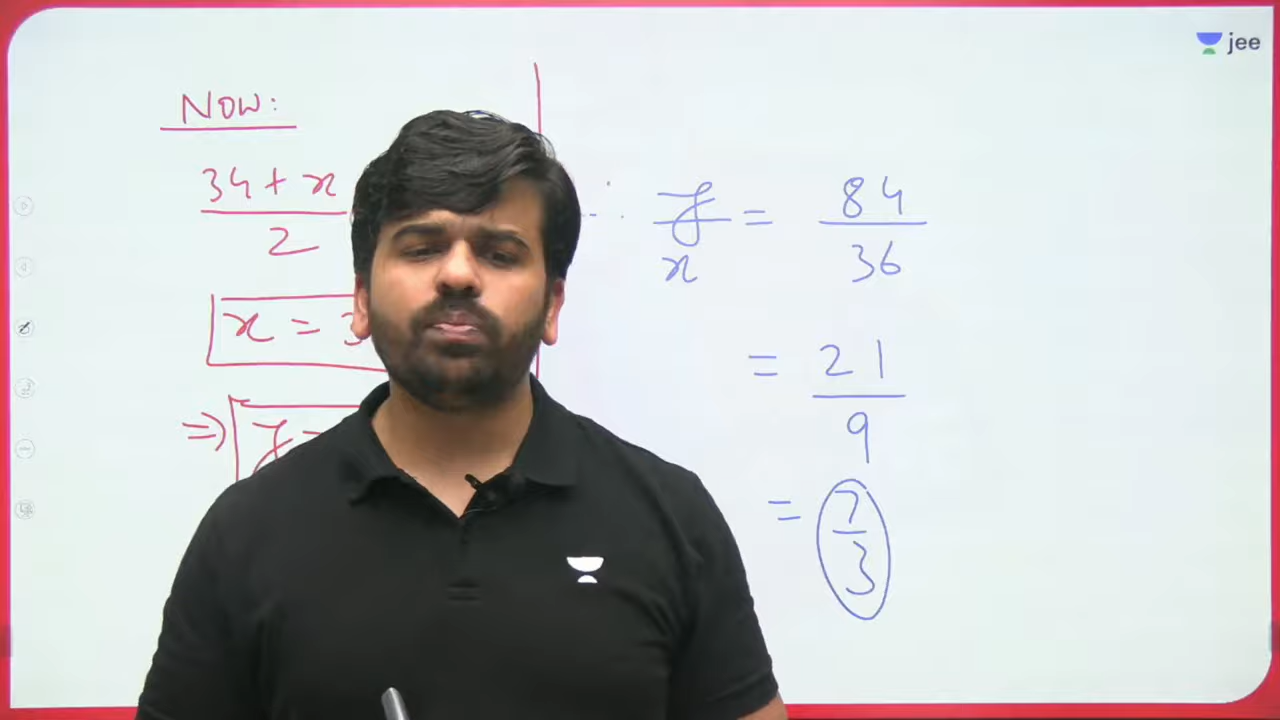 jee
NOW:
34 + x
2
x = 3
⇒ y =
∴ y/x = 84/36
= 21/9
= 7/3